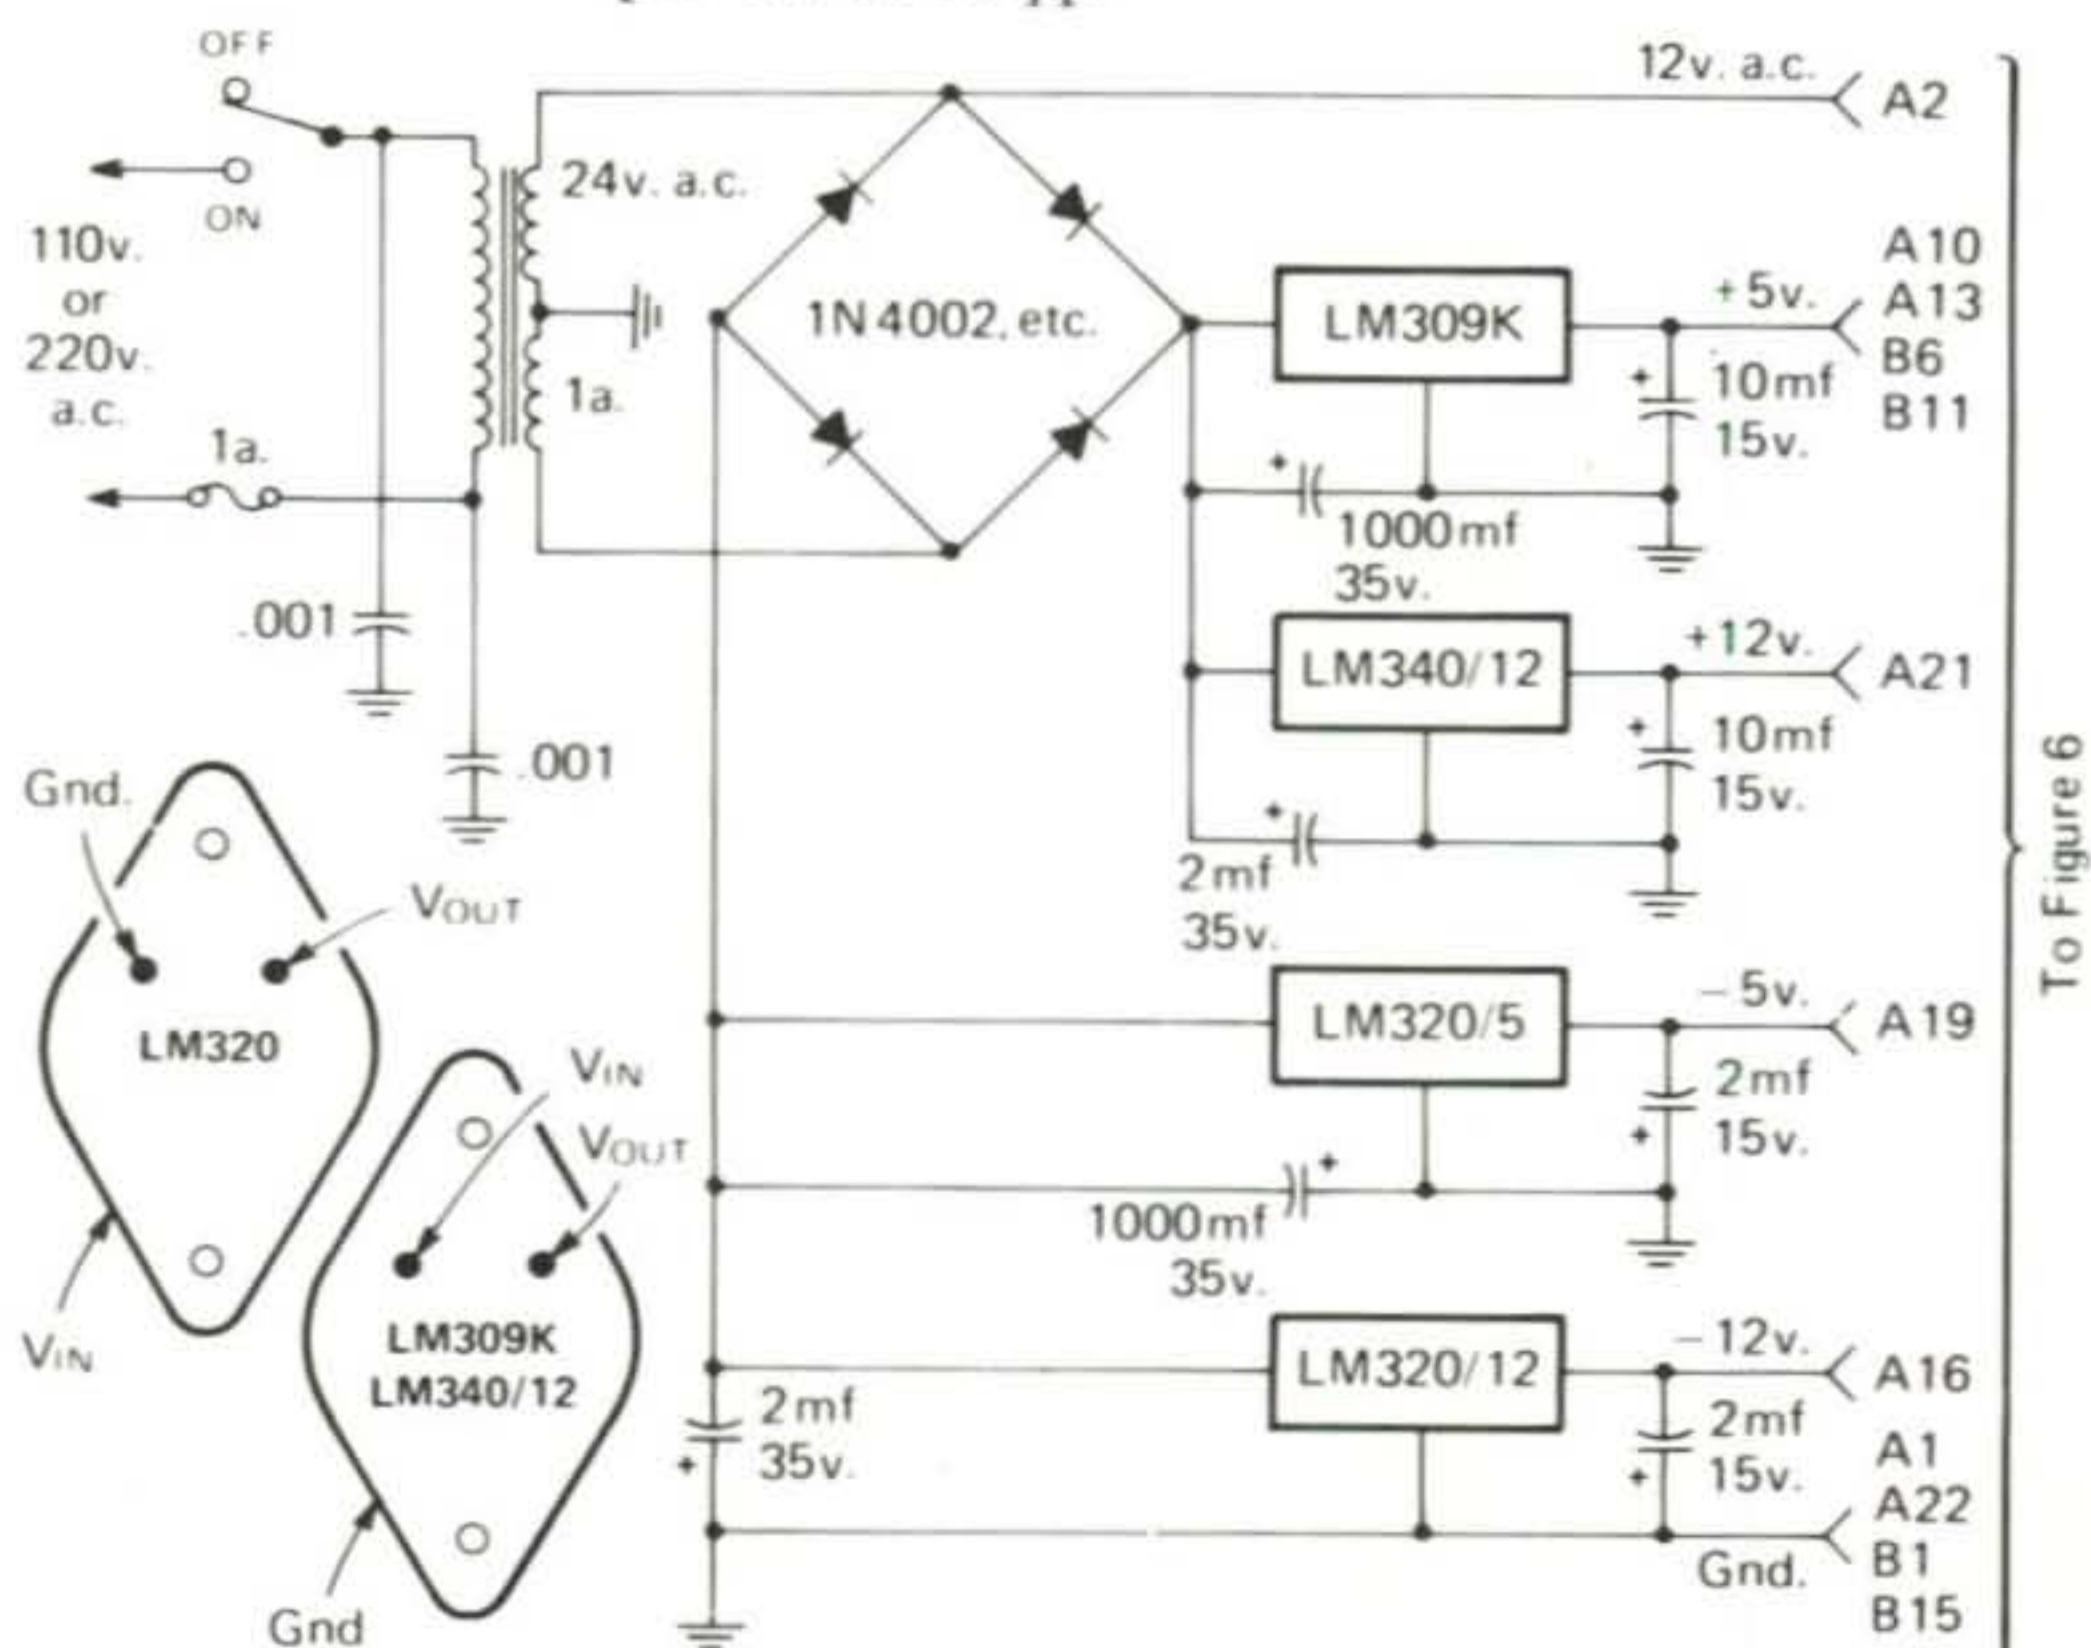 OFF
12v. a.c.
A2
24v. a.c.
ON
110v.
or
220v.
a.c.
1a.
1a.
1N4002, etc.
LM309K
+5v.
A10
A13
B6
B11
10mf
15v.
+
+
1000mf
35v.
.001
.001
LM340/12
+12v.
A21
+
10mf
15v.
+
2mf
35v.
To Figure 6
Gnd.
VOUT
LM320
VIN
VIN
VOUT
LM309K
LM340/12
Gnd
LM320/5
-5v.
A19
2mf
15v.
+
+
1000mf
35v.
LM320/12
-12v.
A16
2mf
15v.
+
2mf
35v.
+
A1
A22
B1
B15
Gnd.